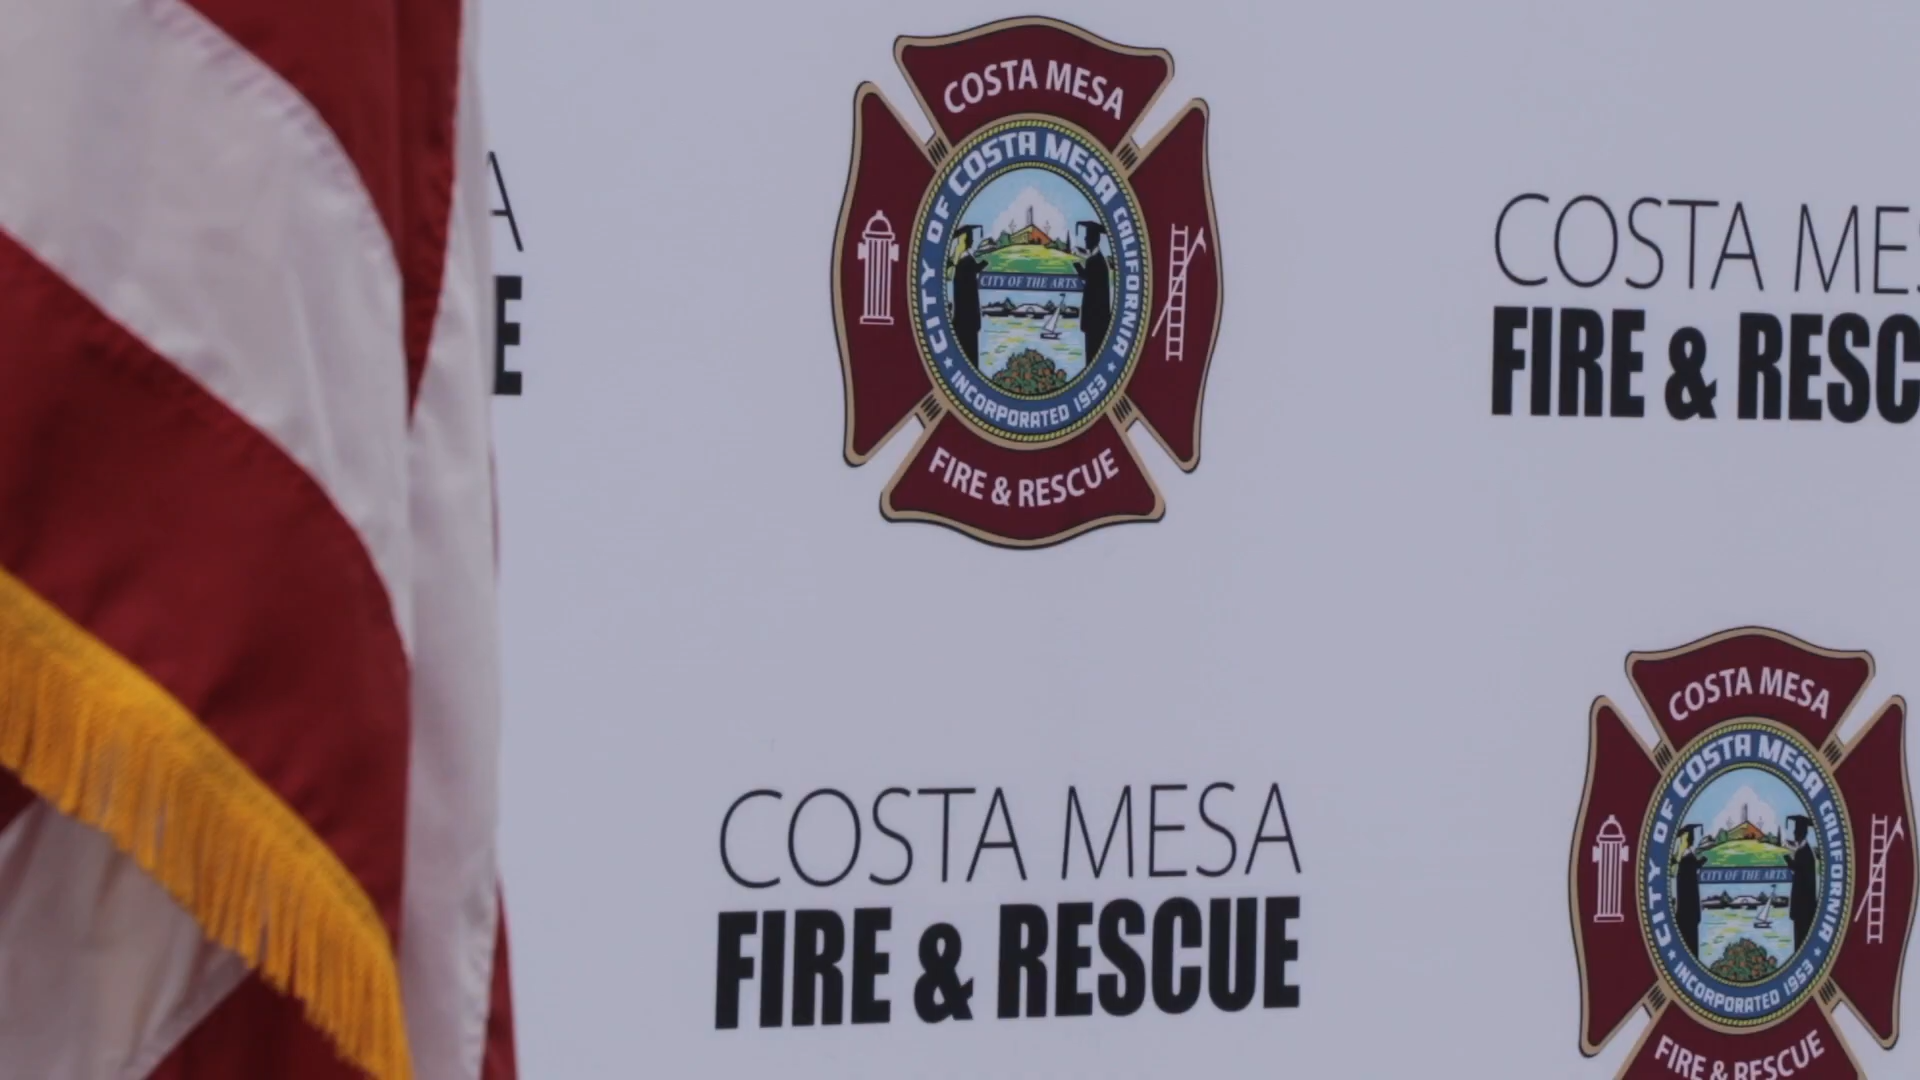 COSTA MESA
CITY OF COSTA MESA CALIFORNIA
CITY OF THE ARTS
★ INCORPORATED 1953 ★
FIRE & RESCUE
A
E
COSTA MES
FIRE & RESC
COSTA MESA
FIRE & RESCUE
COSTA MESA
CITY OF COSTA MESA CALIFORNIA
CITY OF THE ARTS
★ INCORPORATED 1953 ★
FIRE & RESCUE